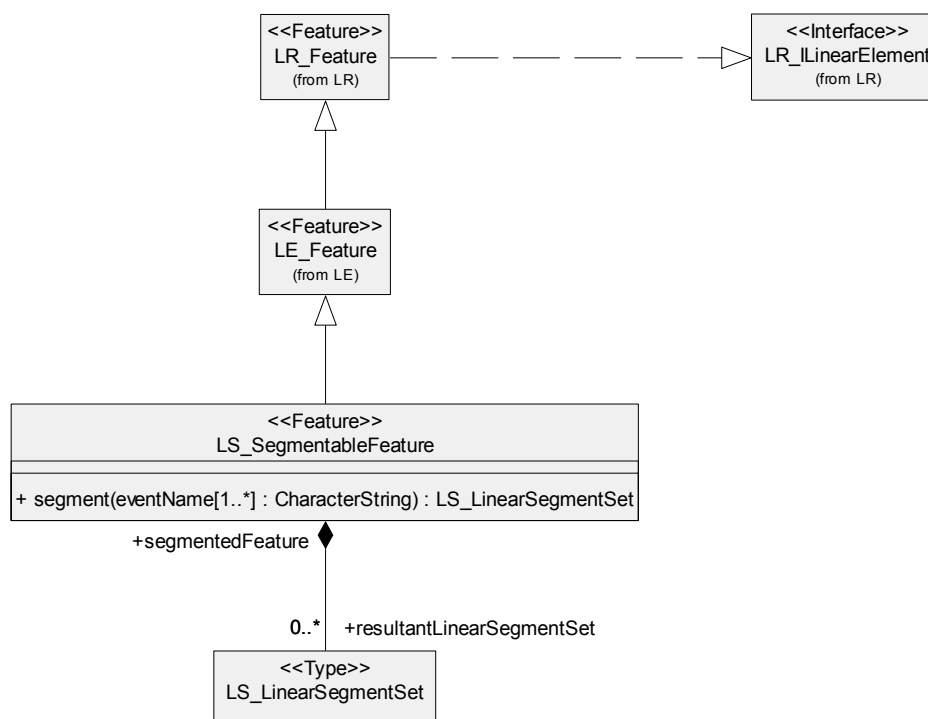 <<Feature>>
LR_Feature
(from LR)
<<Interface>>
LR_ILinearElement
(from LR)
<<Feature>>
LE_Feature
(from LE)
<<Feature>>
LS_SegmentableFeature
+ segment(eventName[1..*] : CharacterString) : LS_LinearSegmentSet
+segmentedFeature
0..*
+resultantLinearSegmentSet
<<Type>>
LS_LinearSegmentSet